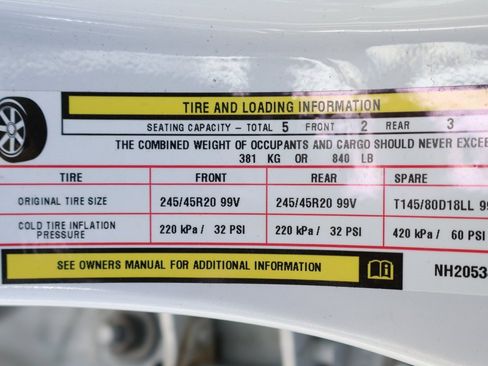 TIRE AND LOADING INFORMATION
SEATING CAPACITY – TOTAL 5 FRONT 2 REAR 3
THE COMBINED WEIGHT OF OCCUPANTS AND CARGO SHOULD NEVER EXCEE
381 KG OR 840 LB
TIRE FRONT REAR SPARE
ORIGINAL TIRE SIZE 245/45R20 99V 245/45R20 99V T145/80D18LL 99
COLD TIRE INFLATION PRESSURE 220 kPa / 32 PSI 220 kPa / 32 PSI 420 kPa / 60 PSI
SEE OWNERS MANUAL FOR ADDITIONAL INFORMATION NH2053